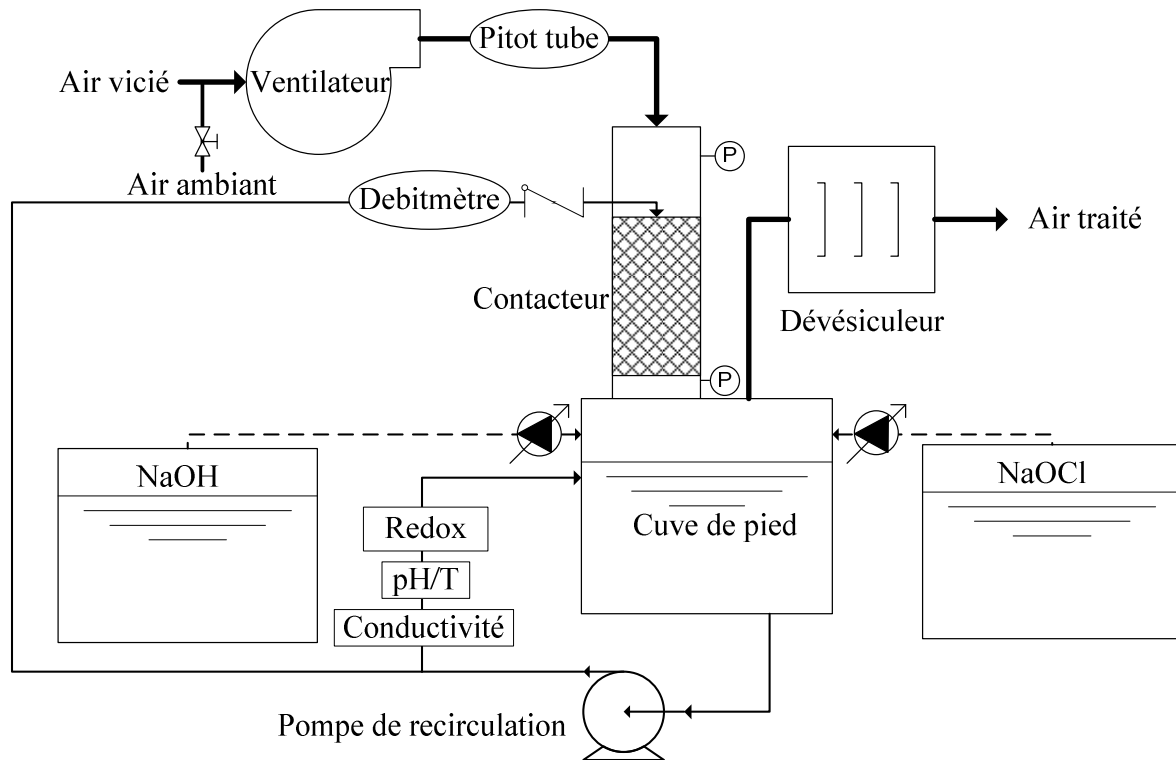 Pitot tube
Air vicié
Ventilateur
P
Air ambiant
Debitmètre
Air traité
Contacteur
Dévésiculeur
P
NaOH
NaOCl
Redox
Cuve de pied
pH/T
Conductivité
Pompe de recirculation